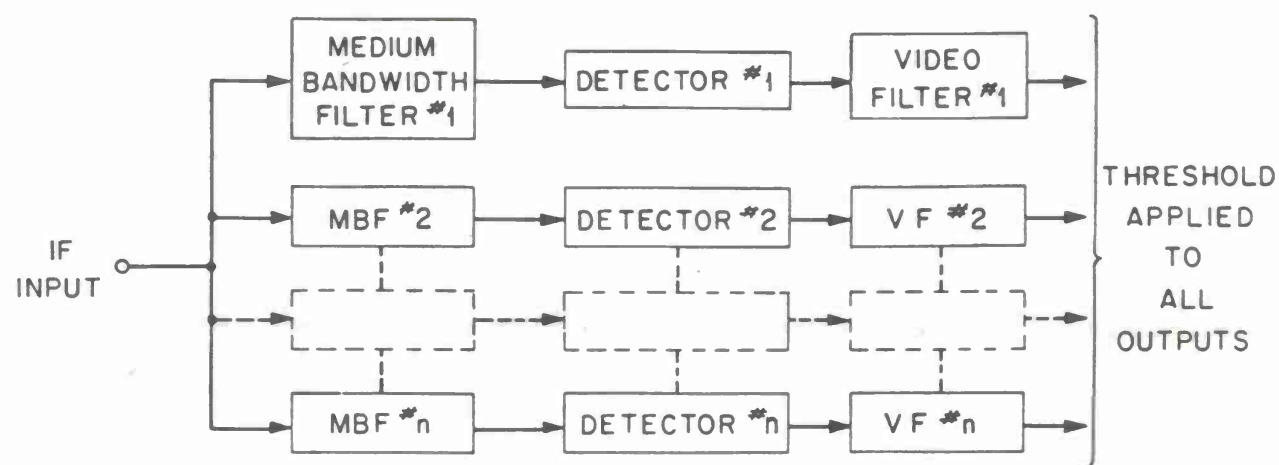 MEDIUM
BANDWIDTH
FILTER #1
DETECTOR #1
VIDEO
FILTER #1
MBF #2
DETECTOR #2
VF #2
IF
INPUT
MBF #n
DETECTOR #n
VF #n
THRESHOLD
APPLIED
TO
ALL
OUTPUTS